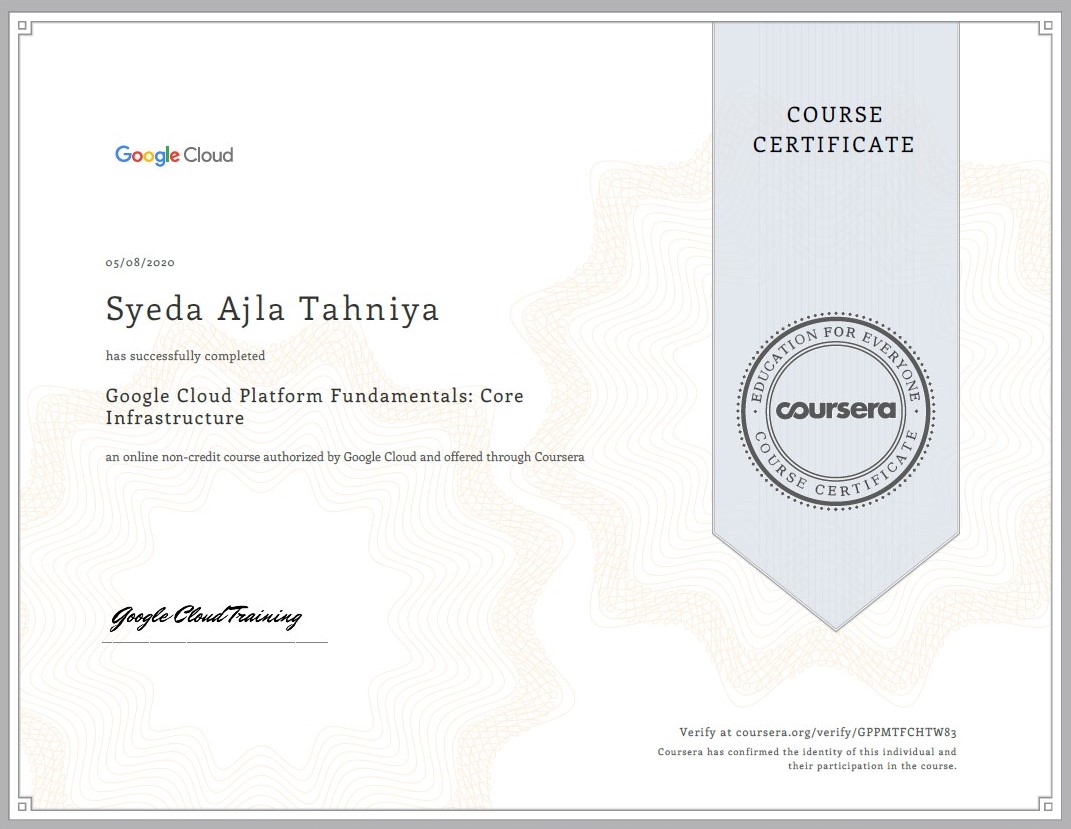 COURSE
CERTIFICATE
Google Cloud
05/08/2020
Syeda Ajla Tahniya
has successfully completed
Google Cloud Platform Fundamentals: Core
Infrastructure
an online non-credit course authorized by Google Cloud and offered through Coursera
EDUCATION FOR EVERYONE
coursera
COURSE CERTIFICATE
Google Cloud Training
Verify at coursera.org/verify/GPPMTFCHTW83
Coursera has confirmed the identity of this individual and
their participation in the course.